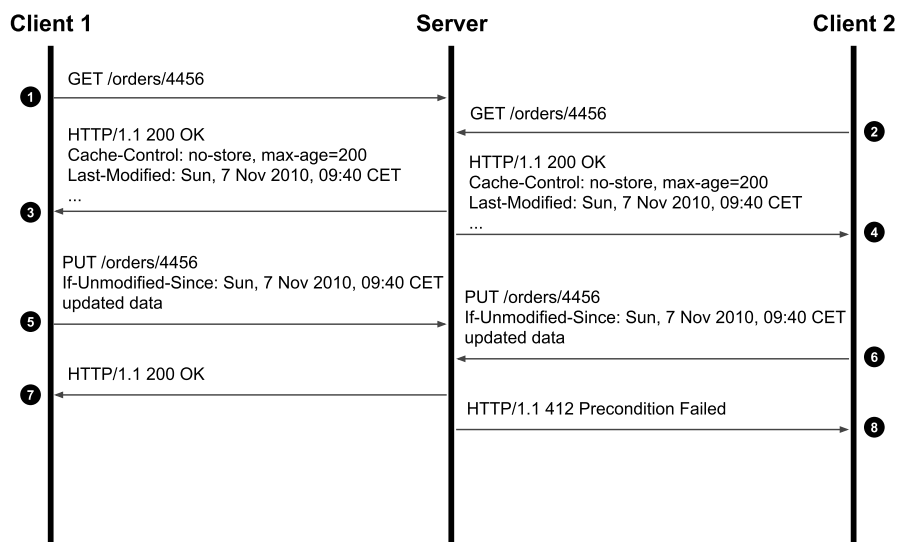 Client 1
Server
Client 2
GET /orders/4456
1
GET /orders/4456
2
HTTP/1.1 200 OK
Cache-Control: no-store, max-age=200
Last-Modified: Sun, 7 Nov 2010, 09:40 CET
...
3
HTTP/1.1 200 OK
Cache-Control: no-store, max-age=200
Last-Modified: Sun, 7 Nov 2010, 09:40 CET
...
4
PUT /orders/4456
If-Unmodified-Since: Sun, 7 Nov 2010, 09:40 CET
updated data
5
PUT /orders/4456
If-Unmodified-Since: Sun, 7 Nov 2010, 09:40 CET
updated data
6
HTTP/1.1 200 OK
7
HTTP/1.1 412 Precondition Failed
8